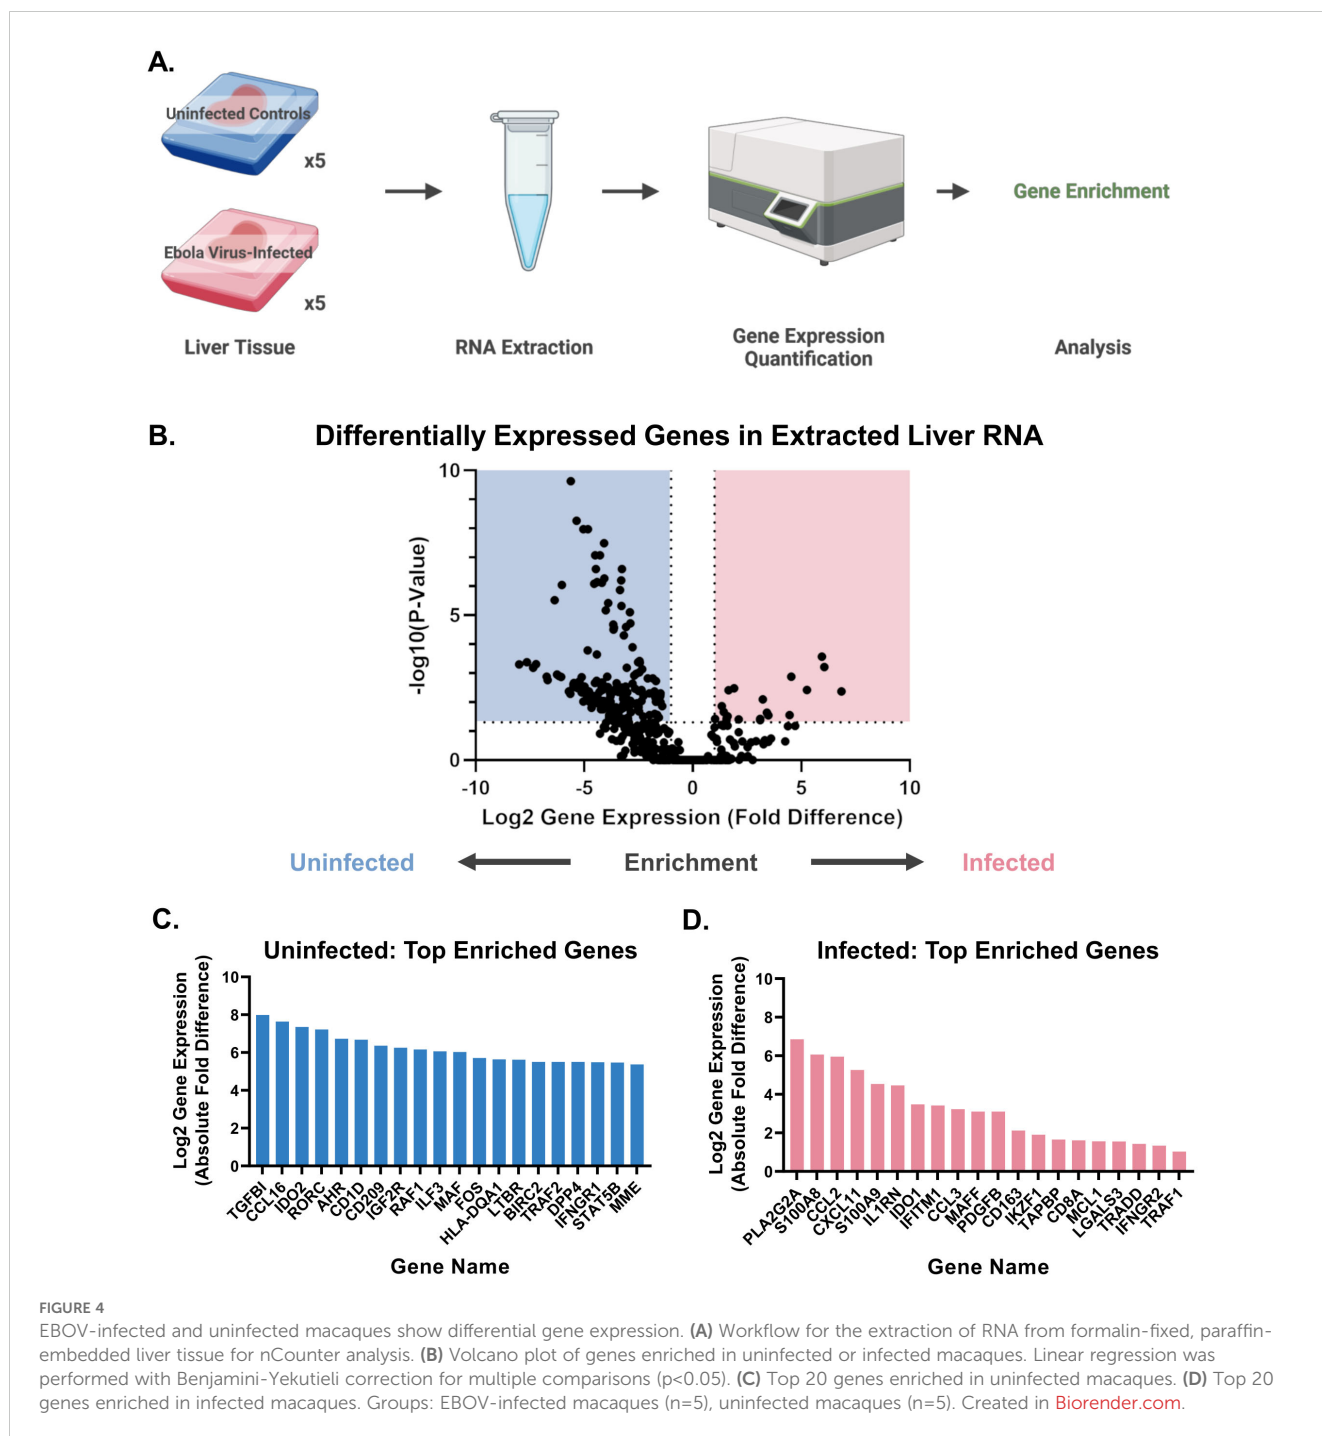 A.
Uninfected Controls
x5
Ebola Virus-Infected
x5
Gene Enrichment
Liver Tissue
RNA Extraction
Gene Expression
Quantification
Analysis
B.
Differentially Expressed Genes in Extracted Liver RNA
-log10(P-Value)
10
5
0
-10
-5
0
5
10
Log2 Gene Expression (Fold Difference)
Uninfected
Enrichment
Infected
C.
Uninfected: Top Enriched Genes
Log2 Gene Expression
(Absolute Fold Difference)
10
8
6
4
2
0
TGFBI
CCL16
IDO2
RORC
AHR
CD1D
CD209
IGF2R
RAF1
ILF3
MAF
FOS
HLA-DQA1
LTBR
BIRC2
TRAF2
DPP4
IFNGR1
STAT5B
MME
Gene Name
D.
Infected: Top Enriched Genes
Log2 Gene Expression
(Absolute Fold Difference)
10
8
6
4
2
0
PLA2G2A
S100A8
CCL2
CXCL11
S100A9
IL1RN
IDO1
IFITM1
CCL3
MAFF
PDGFB
CD163
IKZF1
TAPBP
CD8A
MCL1
LGALS3
TRADD
IFNGR2
TRAF1
Gene Name
FIGURE 4
EBOV-infected and uninfected macaques show differential gene expression. (A) Workflow for the extraction of RNA from formalin-fixed, paraffin-
embedded liver tissue for nCounter analysis. (B) Volcano plot of genes enriched in uninfected or infected macaques. Linear regression was
performed with Benjamini-Yekutieli correction for multiple comparisons (p<0.05). (C) Top 20 genes enriched in uninfected macaques. (D) Top 20
genes enriched in infected macaques. Groups: EBOV-infected macaques (n=5), uninfected macaques (n=5). Created in Biorender.com.